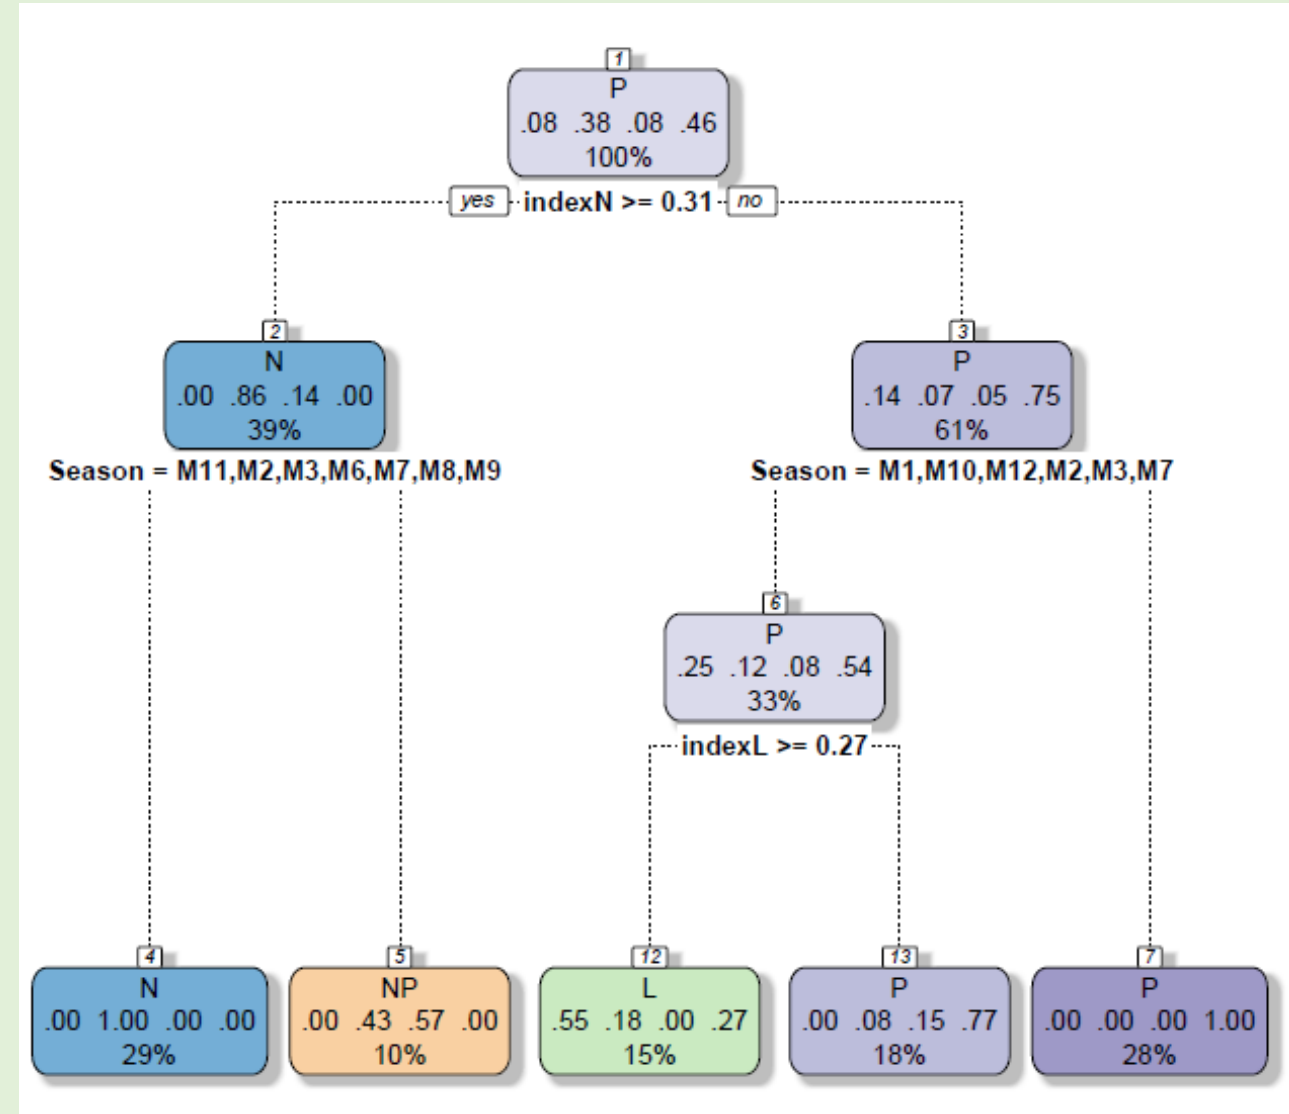 1
P
.08 .38 .08 .46
100%
yes indexN >= 0.31 no
2
N
.00 .86 .14 .00
39%
3
P
.14 .07 .05 .75
61%
Season = M11,M2,M3,M6,M7,M8,M9
Season = M1,M10,M12,M2,M3,M7
6
P
.25 .12 .08 .54
33%
indexL >= 0.27
4
N
.00 1.00 .00 .00
29%
5
NP
.00 .43 .57 .00
10%
12
L
.55 .18 .00 .27
15%
13
P
.00 .08 .15 .77
18%
7
P
.00 .00 .00 1.00
28%